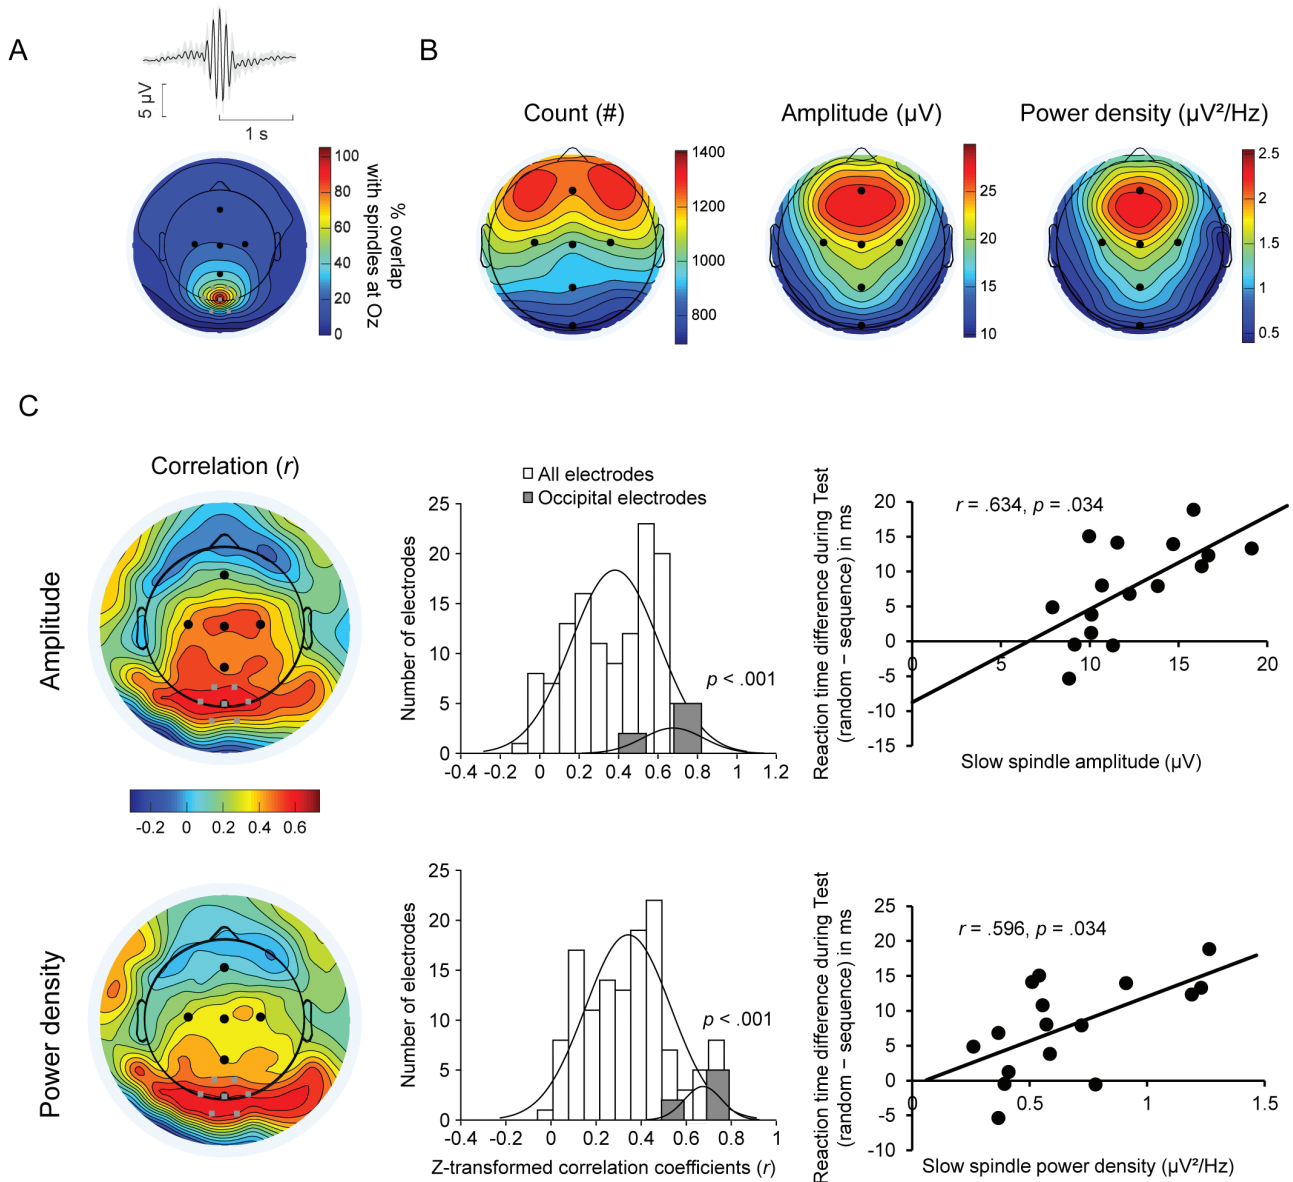 A
5 µV
1 s
100
80
60
40
20
0
% overlap
with spindles at Oz
B
Count (#)
1400
1200
1000
800
Amplitude (µV)
25
20
15
10
Power density (µV²/Hz)
2.5
2
1.5
1
0.5
C
Correlation (r)
Amplitude
-0.2 0 0.2 0.4 0.6
All electrodes
Occipital electrodes
Number of electrodes
25
20
15
10
5
0
p < .001
-0.4 -0.2 0 0.2 0.4 0.6 0.8 1 1.2
Reaction time difference during Test
(random – sequence) in ms
20
15
10
5
0
-5
-10
-15
r = .634, p = .034
0 5 10 15 20
Slow spindle amplitude (µV)
Power density
Number of electrodes
25
20
15
10
5
0
p < .001
-0.4 -0.2 0 0.2 0.4 0.6 0.8 1
Z-transformed correlation coefficients (r)
Reaction time difference during Test
(random – sequence) in ms
25
20
15
10
5
0
-5
-10
r = .596, p = .034
0 0.5 1 1.5
Slow spindle power density (µV²/Hz)